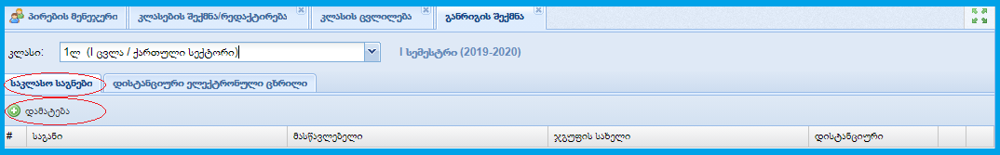 პირების მენეჯერი კლასების შექმნა/რედაქტირება კლასის ცვლილება განრიგის შექმნა
კლასი: 1ლ (I ცვლა / ქართული სექტორი) I სემესტრი (2019-2020)
საკლასო საგნები დისტანციური ელექტრონული ცხრილი
დამატება
# საგანი მასწავლებელი ჯგუფის სახელი დისტანციური